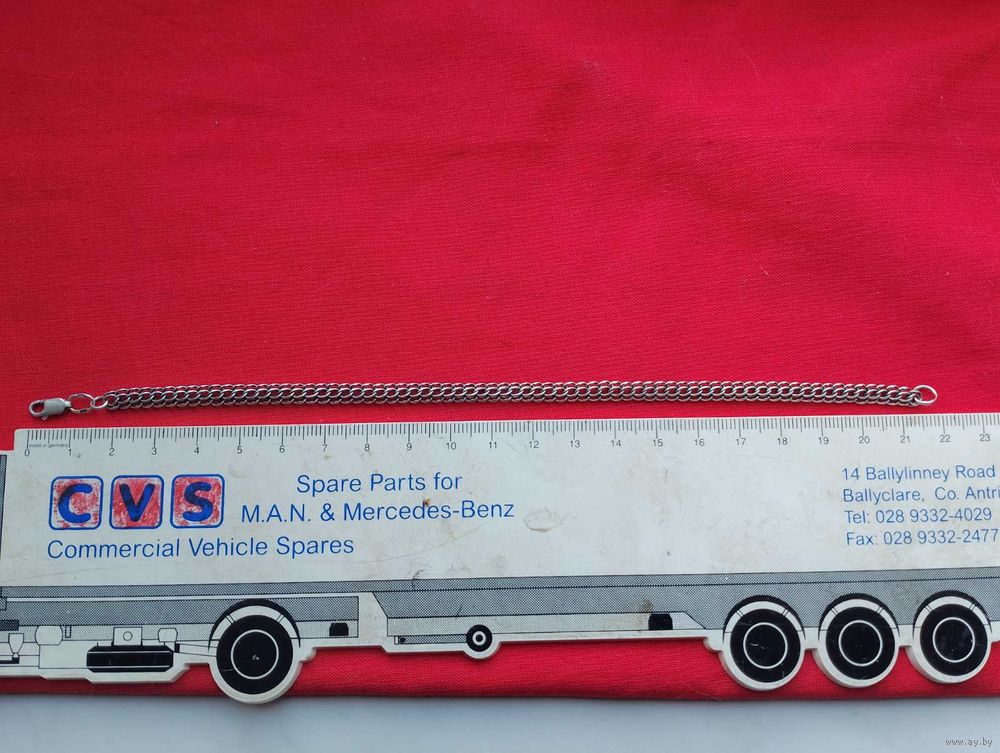 0 1 2 3 4 5 6 7 8 9 10 11 12 13 14 15 16 17 18 19 20 21 22 23
made in germany
CVS
Spare Parts for
M.A.N. & Mercedes-Benz
Commercial Vehicle Spares
14 Ballylinney Road
Ballyclare, Co. Antri
Tel: 028 9332-4029
Fax: 028 9332-2477
www.ay.by